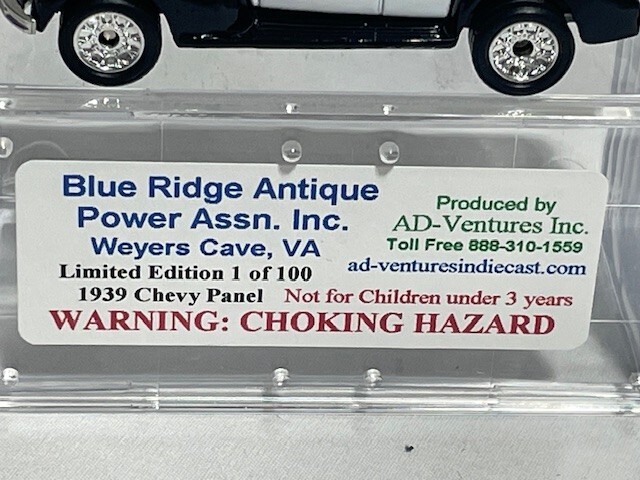 Blue Ridge Antique
Power Assn. Inc.
Weyers Cave, VA
Limited Edition 1 of 100
1939 Chevy Panel
Produced by
AD-Ventures Inc.
Toll Free 888-310-1559
ad-venturesindiecast.com
Not for Children under 3 years
WARNING: CHOKING HAZARD